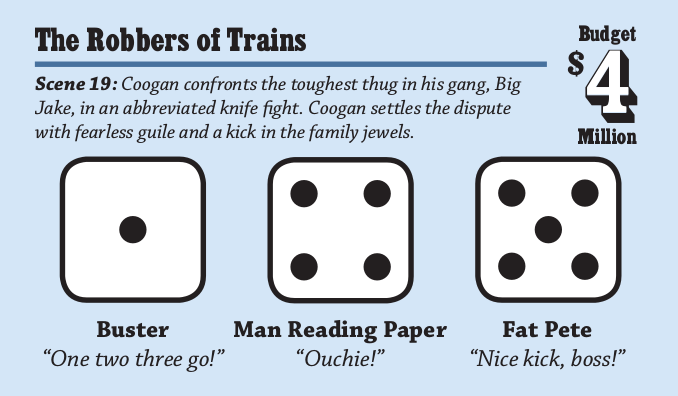 The Robbers of Trains
Budget
$4
Million
Scene 19: Coogan confronts the toughest thug in his gang, Big
Jake, in an abbreviated knife fight. Coogan settles the dispute
with fearless guile and a kick in the family jewels.
Buster
Man Reading Paper
Fat Pete
“One two three go!”
“Ouchie!”
“Nice kick, boss!”